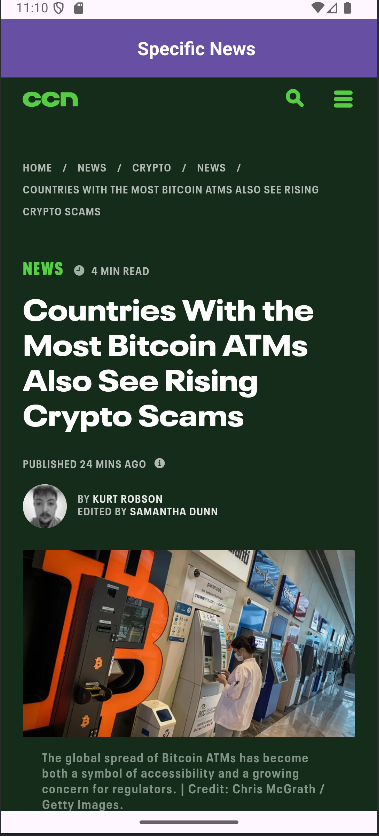 11:10
Specific News
ccn
HOME / NEWS / CRYPTO / NEWS /
COUNTRIES WITH THE MOST BITCOIN ATMS ALSO SEE RISING
CRYPTO SCAMS
NEWS 4 MIN READ
Countries With the
Most Bitcoin ATMs
Also See Rising
Crypto Scams
PUBLISHED 24 MINS AGO
BY KURT ROBSON
EDITED BY SAMANTHA DUNN
The global spread of Bitcoin ATMs has become
both a symbol of accessibility and a growing
concern for regulators. | Credit: Chris McGrath /
Getty Images.